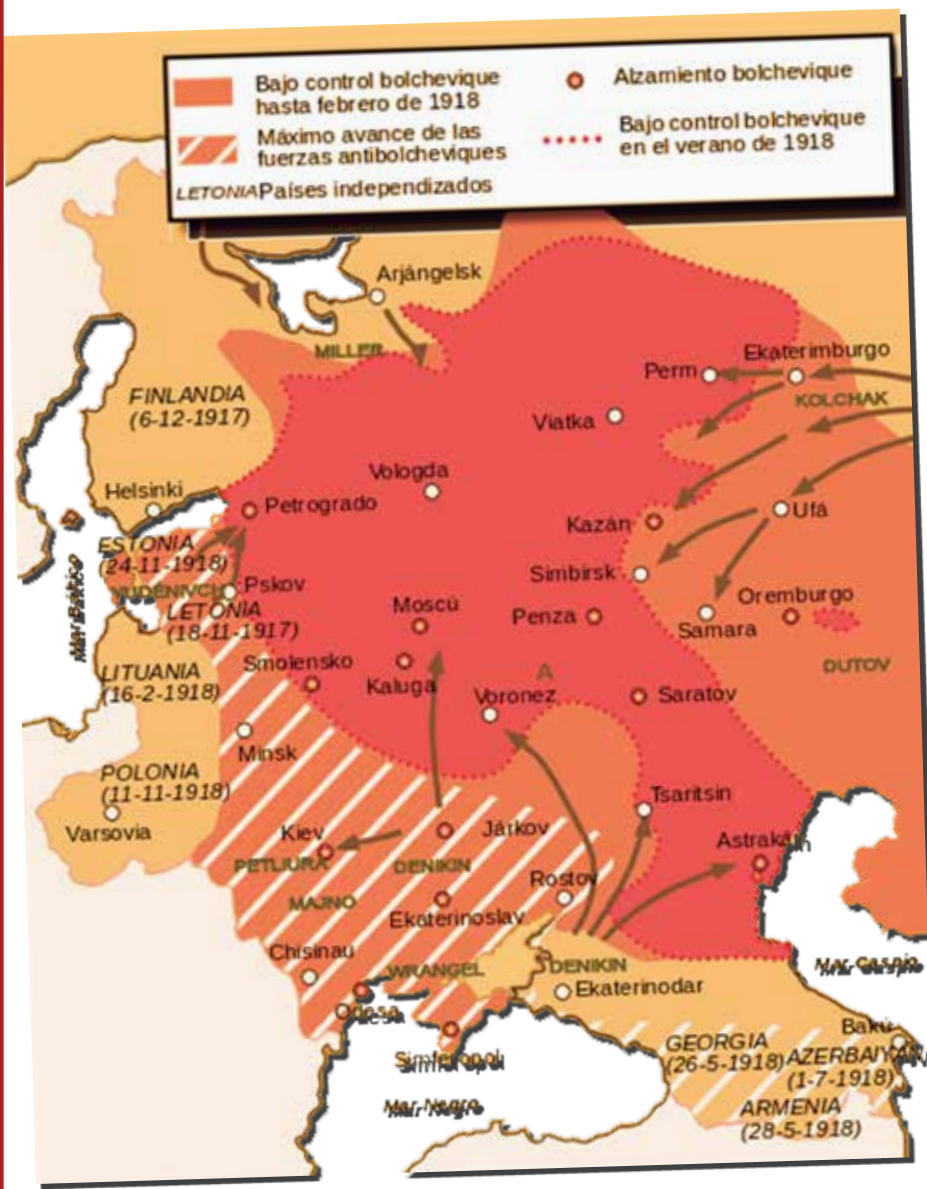 Bajo control bolchevique
hasta febrero de 1918
Máximo avance de las
fuerzas antibolcheviques
LETONIA Países independizados
Alzamiento bolchevique
Bajo control bolchevique
en el verano de 1918
Arjángelsk
MILLER
Perm
Ekaterimburgo
KOLCHAK
FINLANDIA
(6-12-1917)
Viatka
Vologda
Helsinki
Petrogrado
Kazán
Ufá
ESTONIA
(24-11-1918)
YUDENIVCH
Pskov
Simbirsk
Mar Báltico
LETONIA
(18-11-1917)
Moscú
Penza
Oremburgo
Samara
LITUANIA
(16-2-1918)
Smolensko
Kaluga
A
DUTOV
Voronez
Saratov
Minsk
POLONIA
(11-11-1918)
Varsovia
Tsaritsin
Kiev
Járkov
Astrakán
PETLIURA
DENIKIN
MAJNO
Rostov
Ekaterinoslav
Chisinau
WRANGEL
DENIKIN
Mar Caspio
Ekaterinodar
Odesa
Bakú
GEORGIA
(26-5-1918)
AZERBAIYAN
(1-7-1918)
Simferopol
Mar Negro
ARMENIA
(28-5-1918)